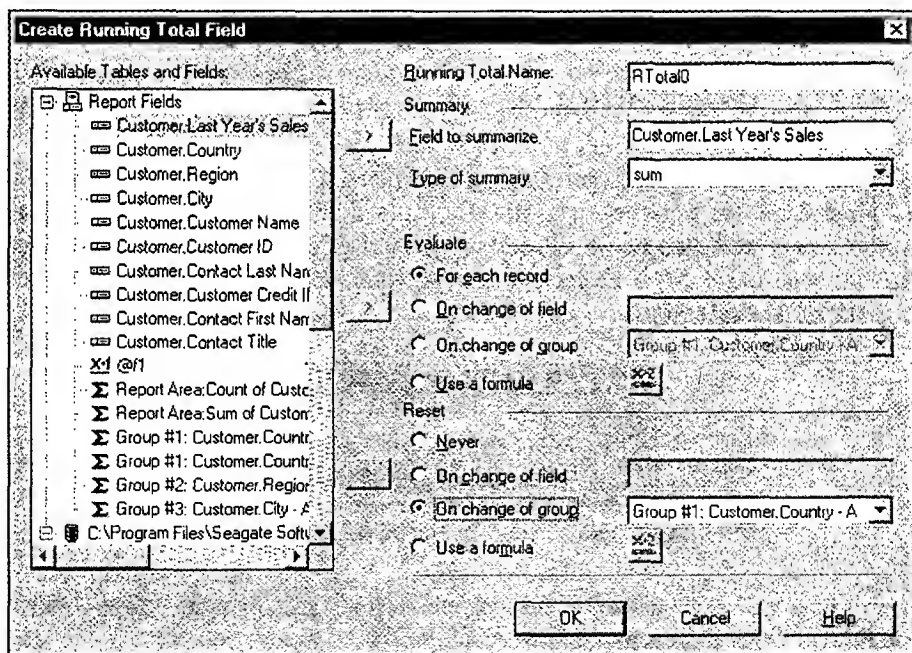 Create Running Total Field
Available Tables and Fields:
Report Fields
Customer.Last Year's Sales
Customer.Country
Customer.Region
Customer.City
Customer.Customer Name
Customer.Customer ID
Customer.Contact Last Nam
Customer.Customer Credit I
Customer.Contact First Nam
Customer.Contact Title
X+1 @f1
Σ Report Area:Count of Custo
Σ Report Area:Sum of Custom
Σ Group #1: Customer.Countr
Σ Group #1: Customer.Countr
Σ Group #2: Customer.Region
Σ Group #3: Customer.City - A
C:\Program Files\Seagate Softw
>
>
>
Running Total Name: RTotal0
Summary
Field to summarize Customer.Last Year's Sales
Type of summary sum
Evaluate
For each record
On change of field
On change of group Group #1: Customer.Country - A
Use a formula X+2
Reset
Never
On change of field
On change of group Group #1: Customer.Country - A
Use a formula X+2
OK Cancel Help